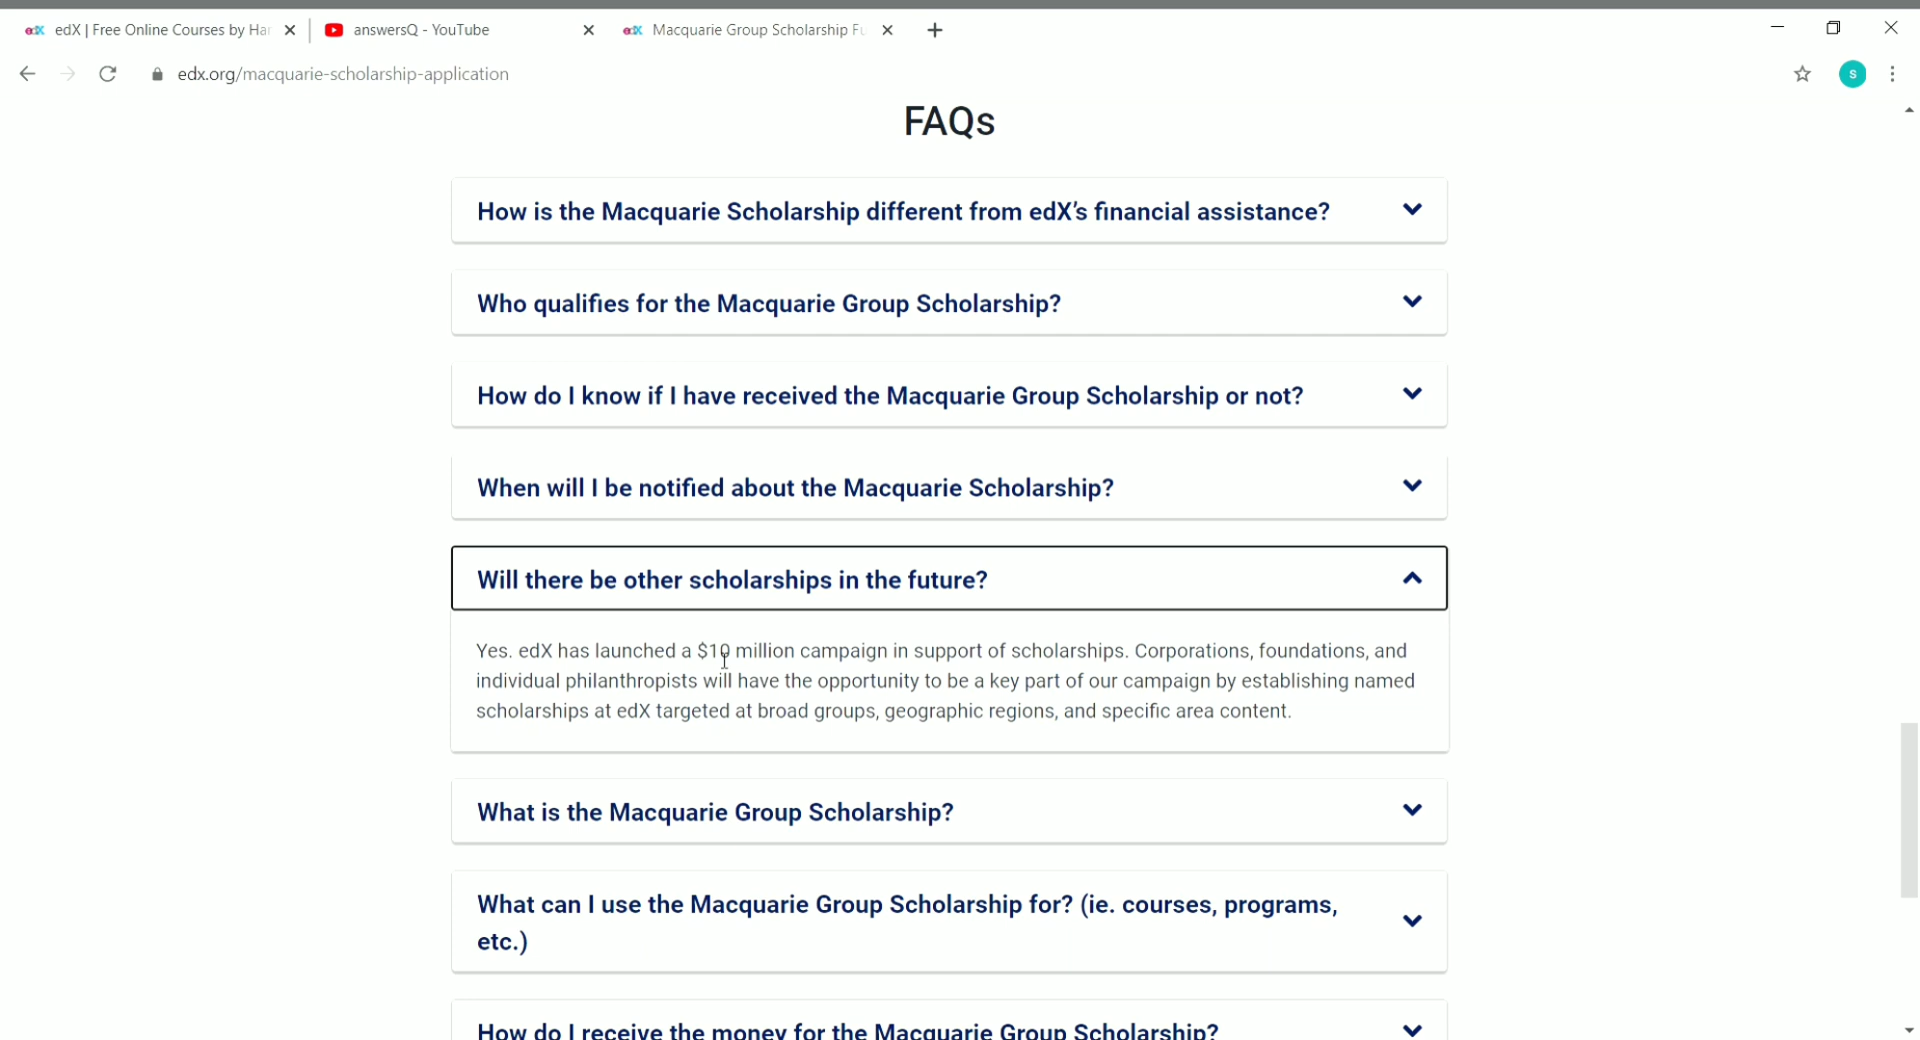 edX | Free Online Courses by Har
answersQ - YouTube
edX Macquarie Group Scholarship Fu
edx.org/macquarie-scholarship-application
S
FAQs
How is the Macquarie Scholarship different from edX’s financial assistance?
Who qualifies for the Macquarie Group Scholarship?
How do I know if I have received the Macquarie Group Scholarship or not?
When will I be notified about the Macquarie Scholarship?
Will there be other scholarships in the future?
Yes. edX has launched a $10 million campaign in support of scholarships. Corporations, foundations, and
individual philanthropists will have the opportunity to be a key part of our campaign by establishing named
scholarships at edX targeted at broad groups, geographic regions, and specific area content.
What is the Macquarie Group Scholarship?
What can I use the Macquarie Group Scholarship for? (ie. courses, programs,
etc.)
How do I receive the money for the Macquarie Group Scholarship?